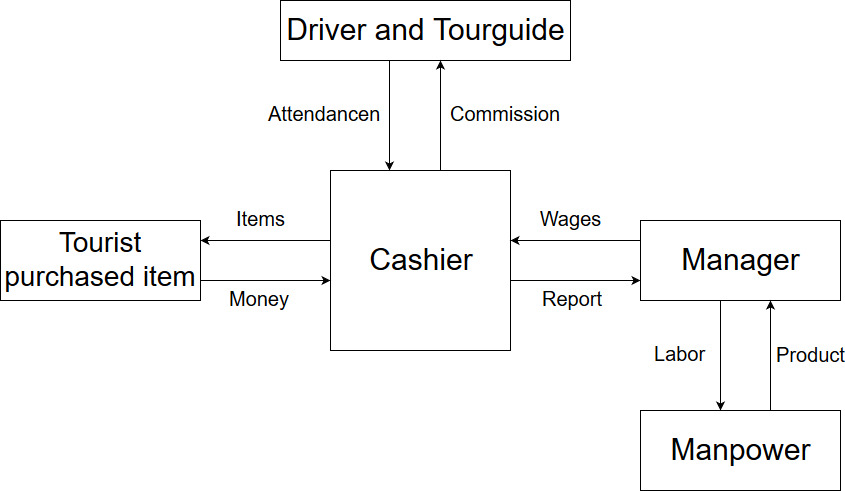 Driver and Tourguide
Attendancen
Commission
Items
Wages
Tourist
purchased item
Cashier
Manager
Money
Report
Labor
Product
Manpower